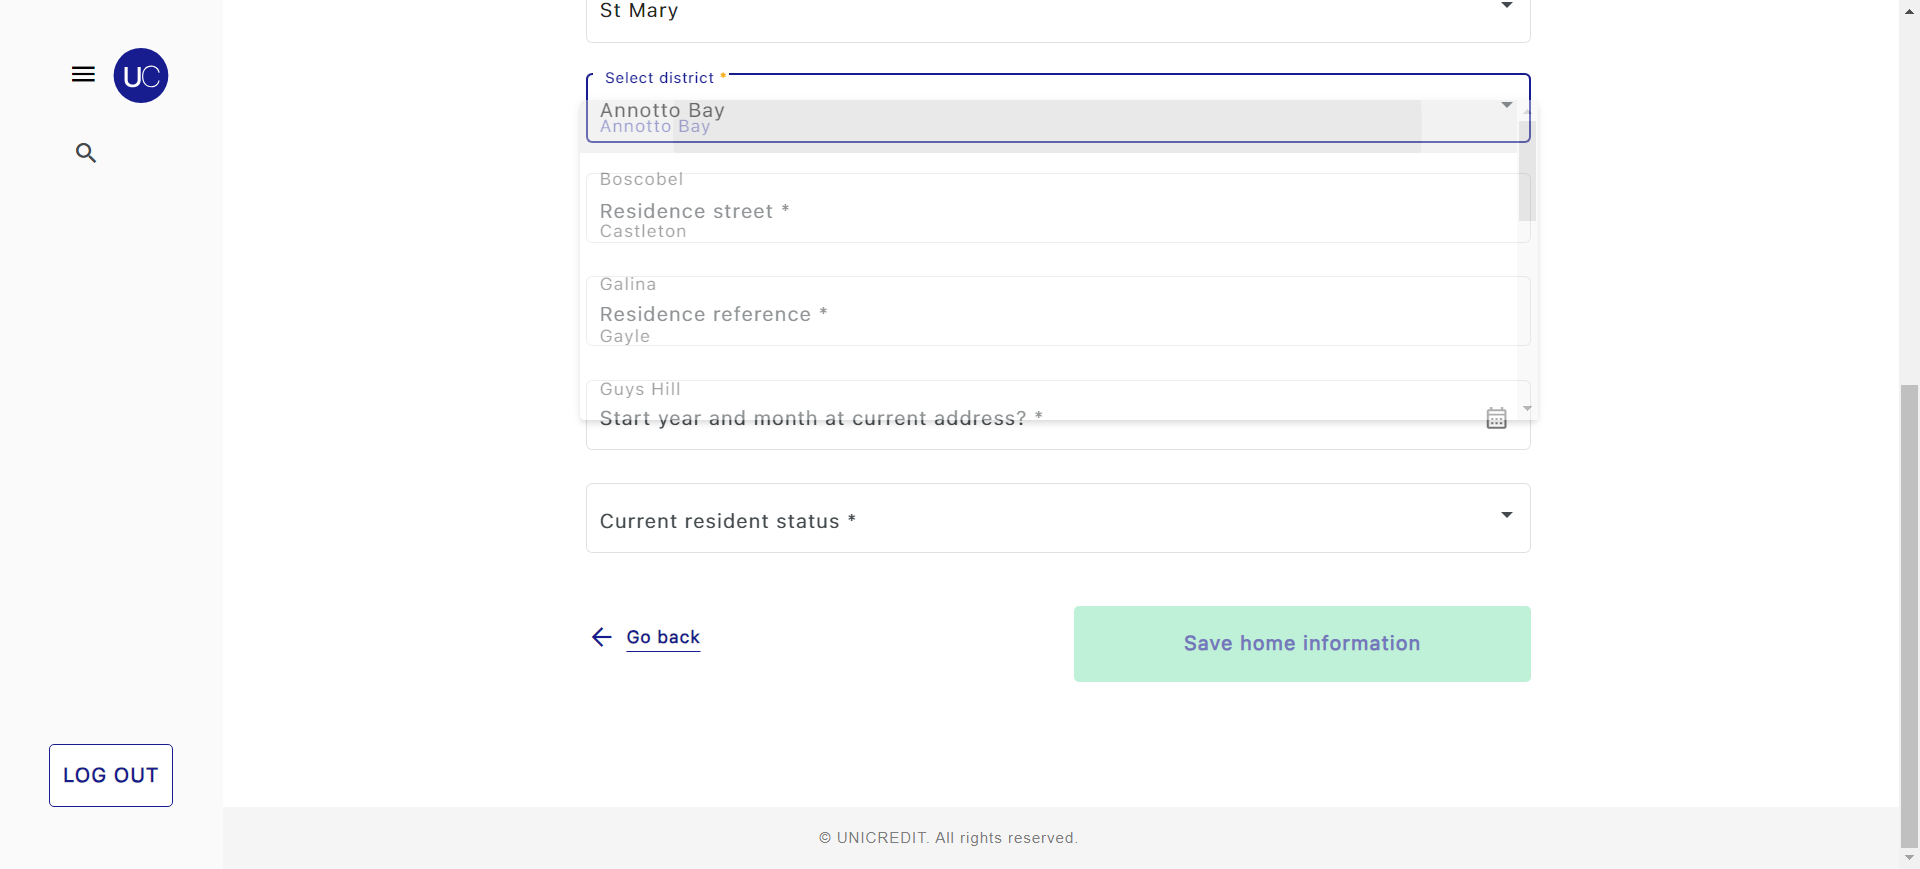 St Mary
UC
Select district *
Annotto Bay
Annotto Bay
Boscobel
Residence street *
Castleton
Galina
Residence reference *
Gayle
Guys Hill
Start year and month at current address? *
Current resident status *
Go back
Save home information
LOG OUT
© UNICREDIT. All rights reserved.